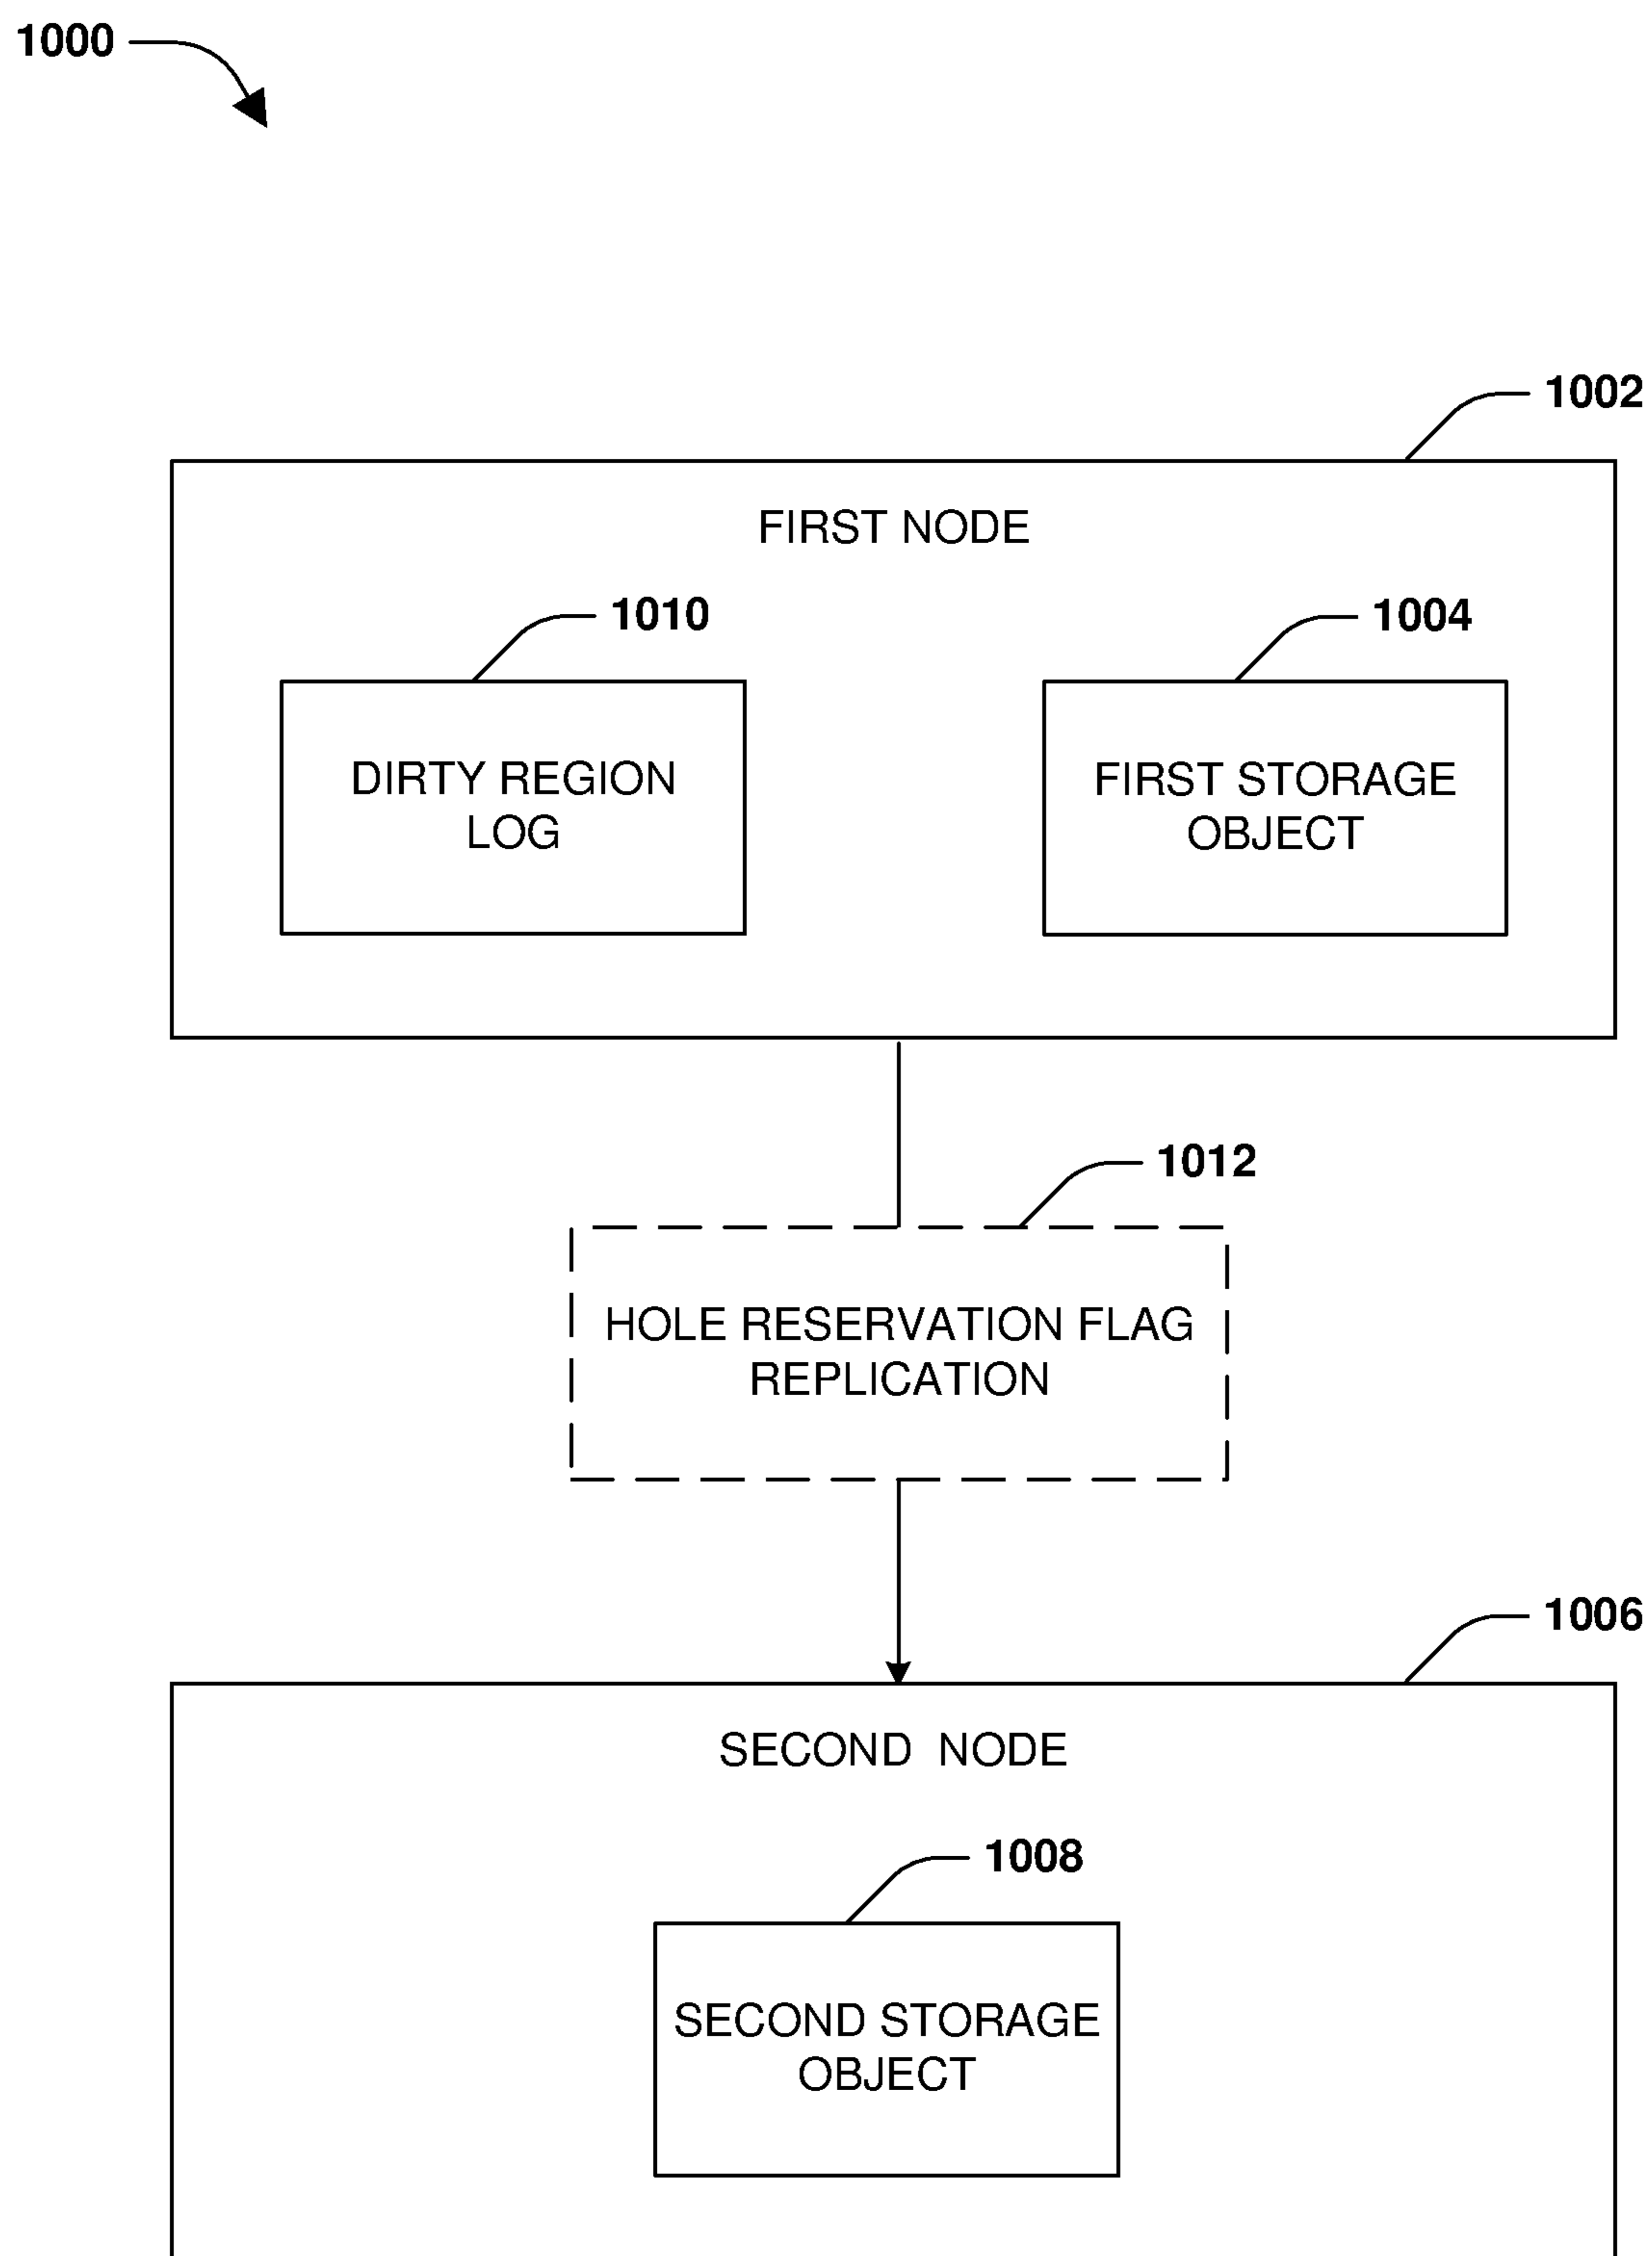 1000
1002
FIRST NODE
1010
1004
DIRTY REGION
LOG
FIRST STORAGE
OBJECT
1012
HOLE RESERVATION FLAG
REPLICATION
1006
SECOND NODE
1008
SECOND STORAGE
OBJECT